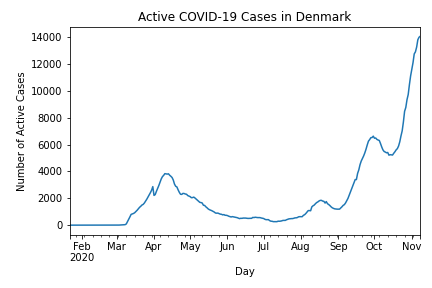 Active COVID-19 Cases in Denmark
14000
12000
10000
8000
6000
4000
2000
0
Number of Active Cases
Feb Mar Apr May Jun Jul Aug Sep Oct Nov
2020
Day